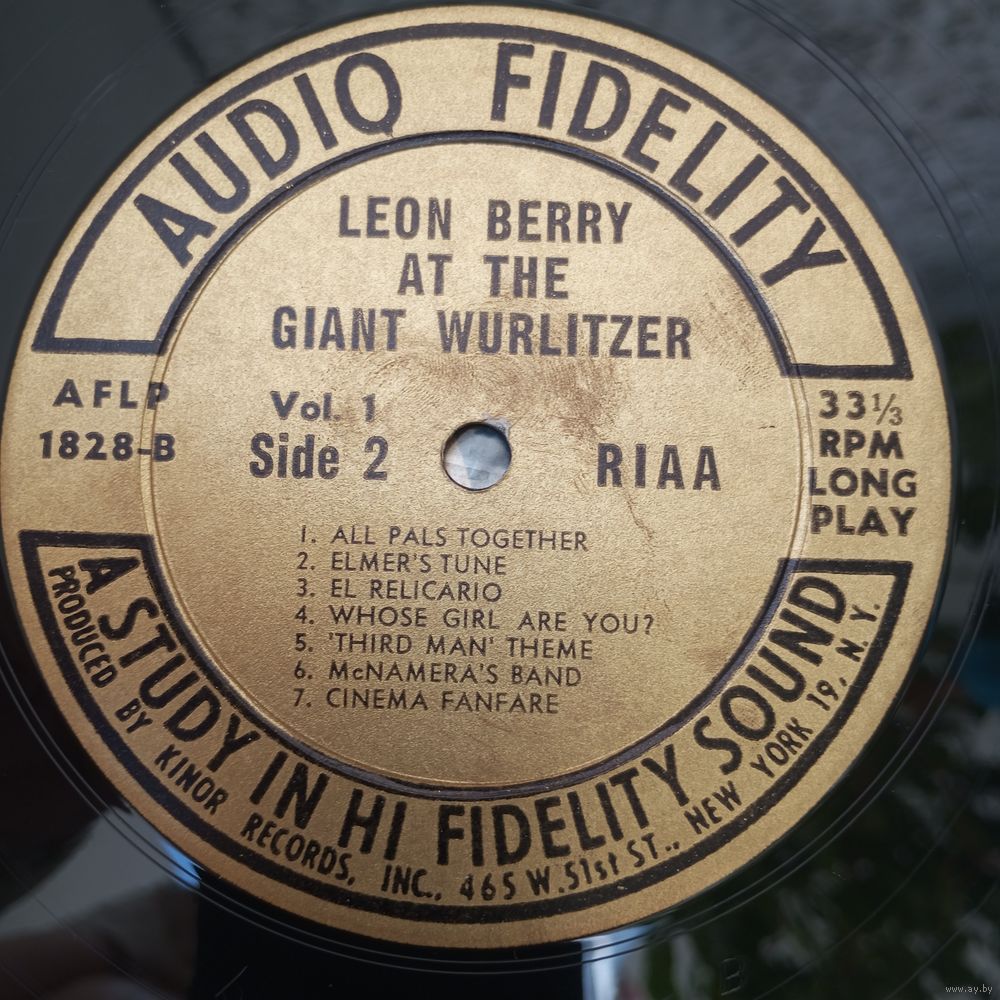 AUDIO FIDELITY
LEON BERRY
AT THE
GIANT WURLITZER
AFLP
1828-B
Vol. 1
Side 2
RIAA
33⅓
RPM
LONG
PLAY
1. ALL PALS TOGETHER
2. ELMER'S TUNE
3. EL RELICARIO
4. WHOSE GIRL ARE YOU?
5. 'THIRD MAN' THEME
6. McNAMERA'S BAND
7. CINEMA FANFARE
A STUDY IN HI FIDELITY SOUND
PRODUCED BY KINOR RECORDS, INC., 465 W. 51st ST., NEW YORK 19, N.Y.
www.ay.by